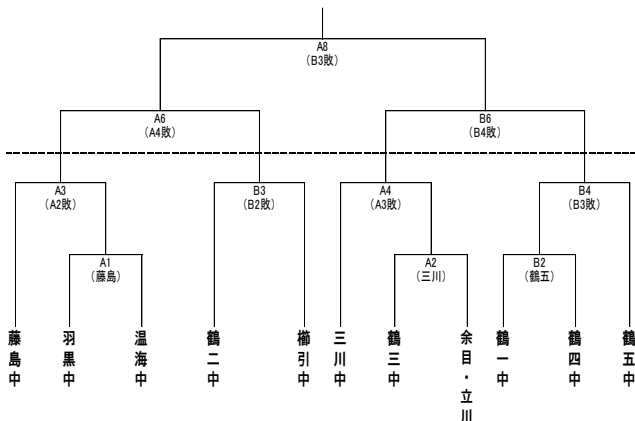 A8
（B3敗）
A6
（A4敗）
B6
（B4敗）
A3
（A2敗）
B3
（B2敗）
A4
（A3敗）
B4
（B3敗）
A1
（藤島）
A2
（三川）
B2
（鶴五）
藤島中
羽黒中
温海中
鶴二中
櫛引中
三川中
鶴三中
余目・立川
鶴一中
鶴四中
鶴五中